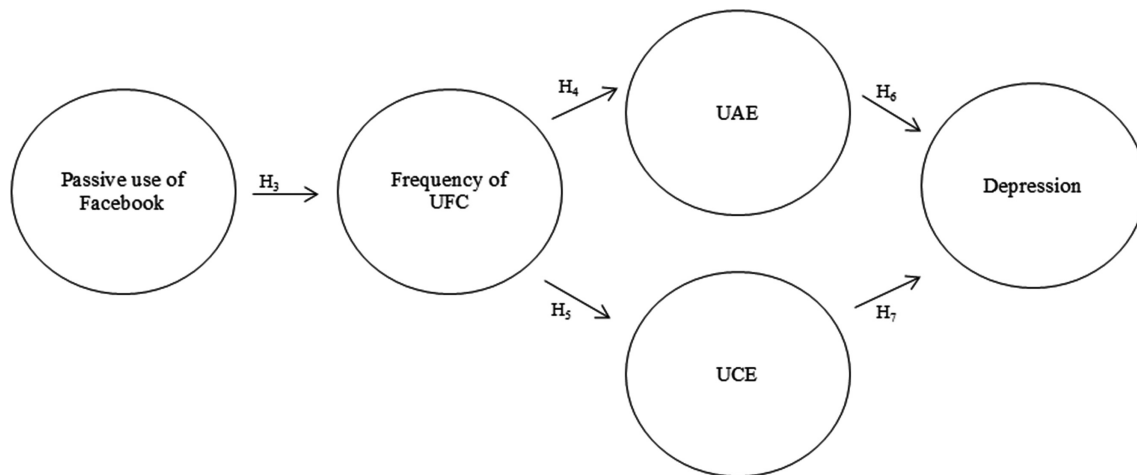 Passive use of
Facebook
H₃
Frequency of
UFC
H₄
H₅
UAE
UCE
H₆
H₇
Depression